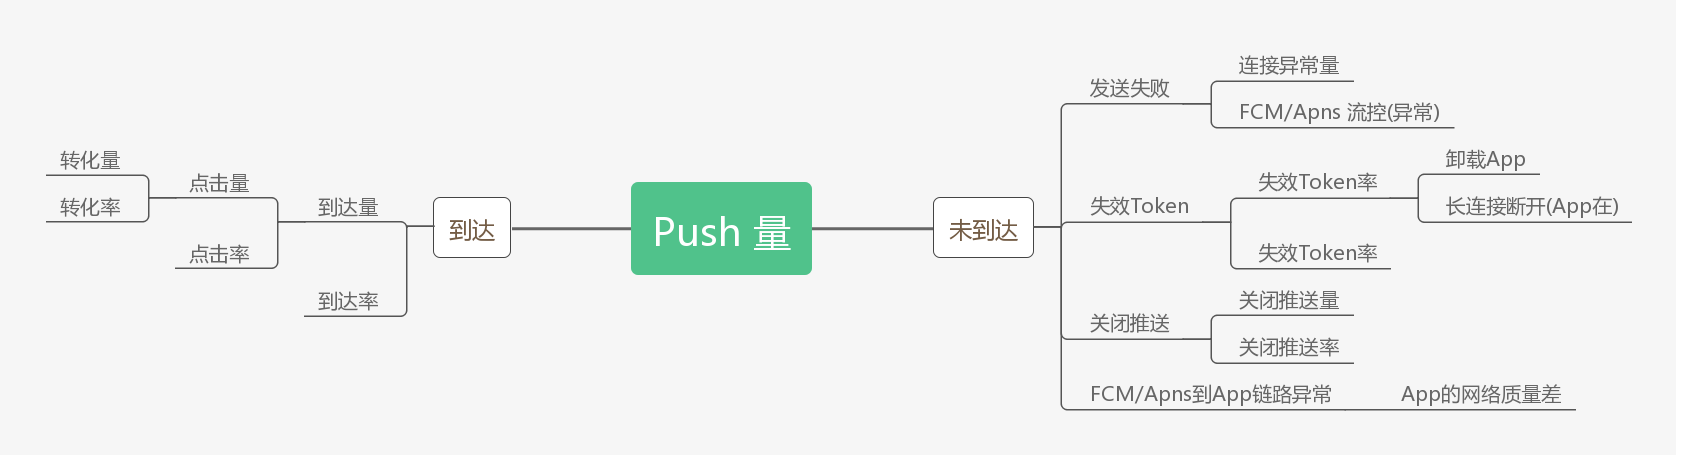 Push 量
到达
到达量
点击量
转化量
转化率
点击率
到达率
未到达
发送失败
连接异常量
FCM/Apns 流控(异常)
失效Token
失效Token率
卸载App
长连接断开(App在)
失效Token率
关闭推送
关闭推送量
关闭推送率
FCM/Apns到App链路异常
App的网络质量差